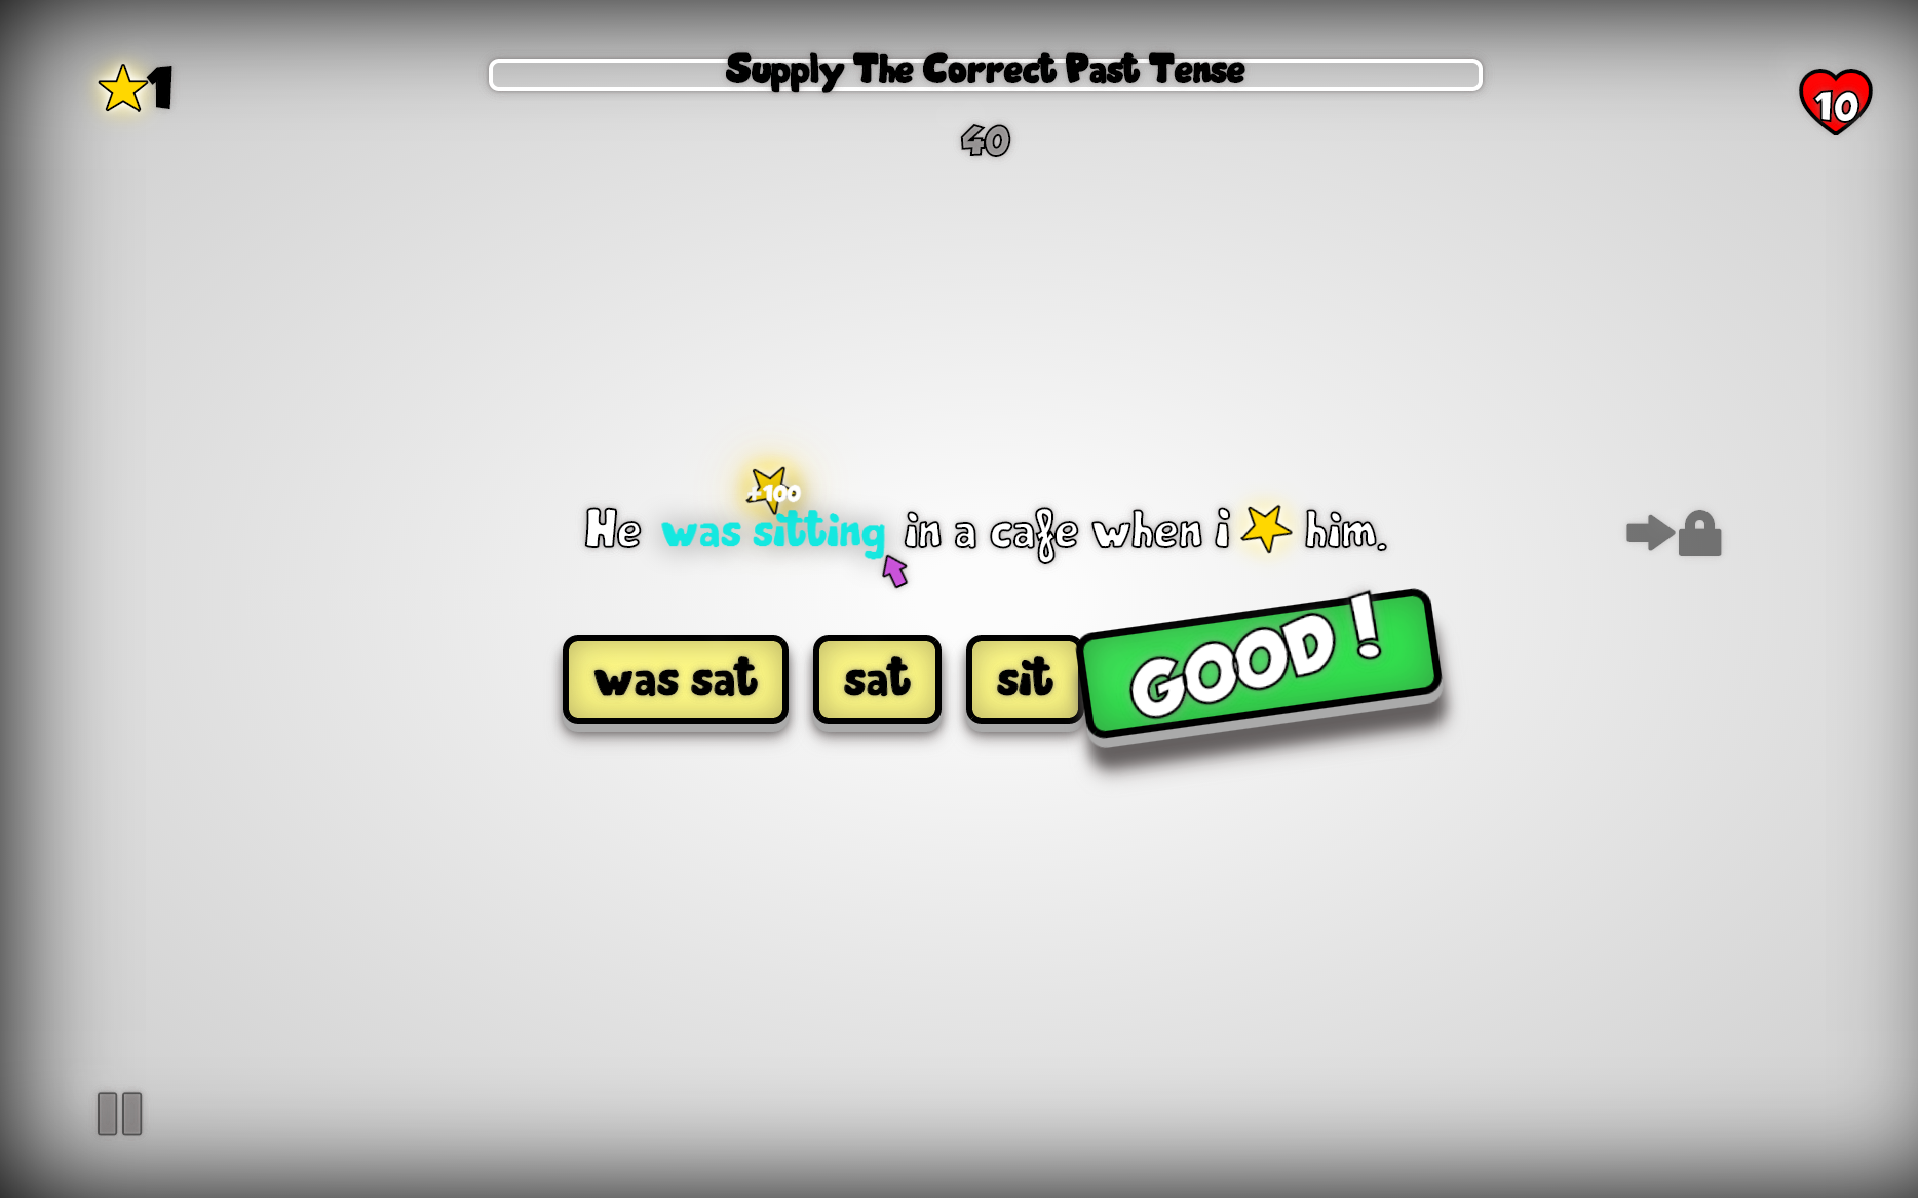 1
Supply The Correct Past Tense
10
40
+100
He was sitting in a cafe when i him.
was sat
sat
sit
GOOD!